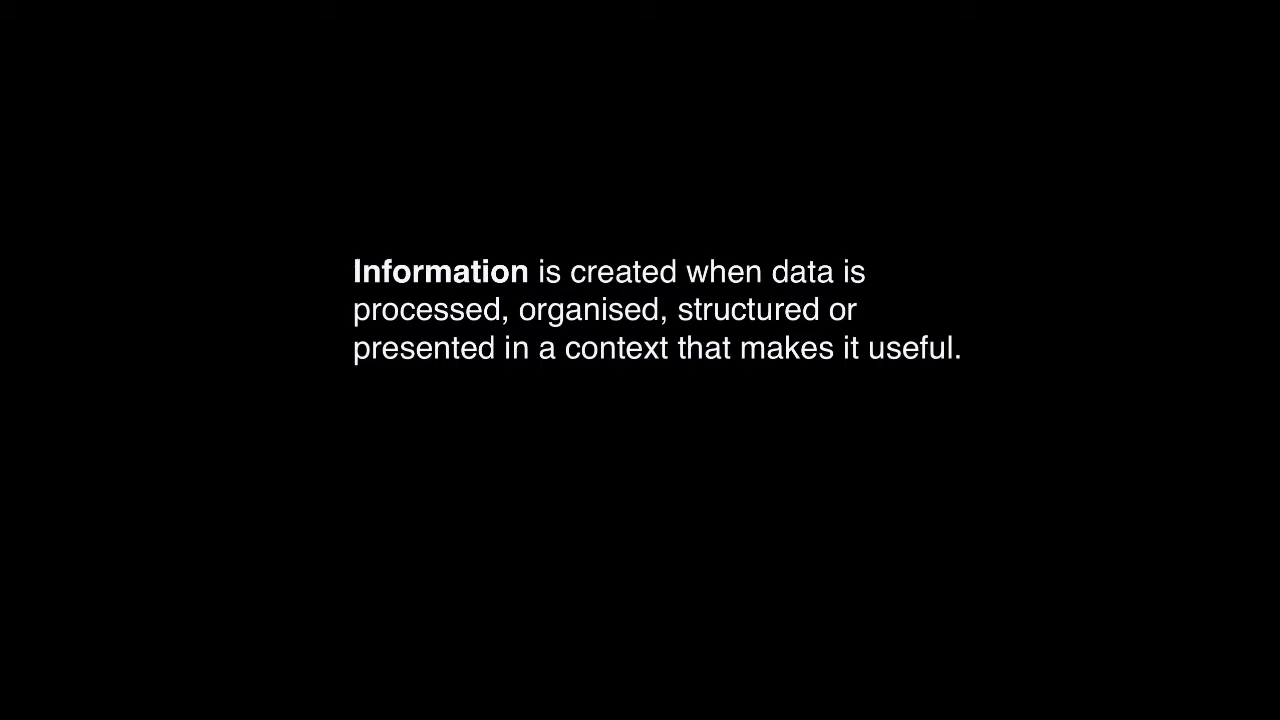 Information is created when data is
processed, organised, structured or
presented in a context that makes it useful.